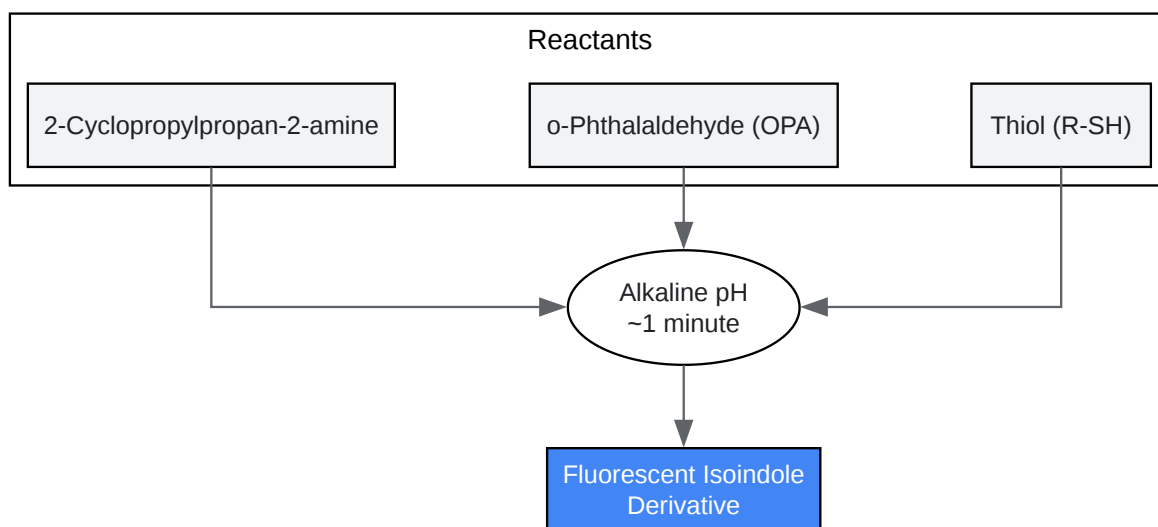 Reactants
2-Cyclopropylpropan-2-amine
o-Phthalaldehyde (OPA)
Thiol (R-SH)
Alkaline pH
~1 minute
Fluorescent Isoindole
Derivative